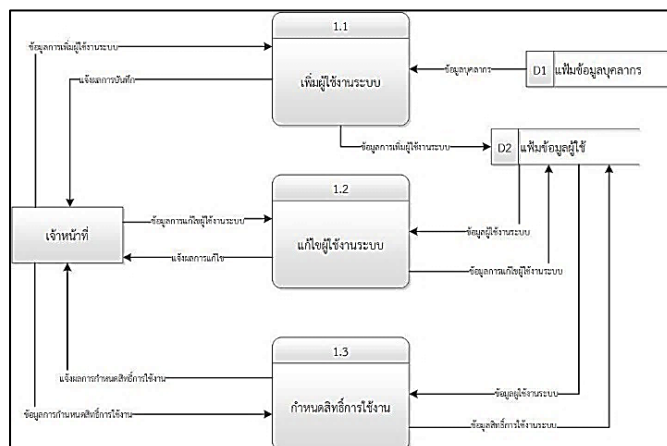 1.1
ข้อมูลการเพิ่มผู้ใช้งานระบบ
แจ้งผลการบันทึก
เพิ่มผู้ใช้งานระบบ
ข้อมูลบุคลากร
D1 แฟ้มข้อมูลบุคลากร
ข้อมูลการเพิ่มผู้ใช้งานระบบ
D2 แฟ้มข้อมูลผู้ใช้
1.2
เจ้าหน้าที่
ข้อมูลการแก้ไขผู้ใช้งานระบบ
แจ้งผลการแก้ไข
แก้ไขผู้ใช้งานระบบ
ข้อมูลผู้ใช้งานระบบ
ข้อมูลการแก้ไขผู้ใช้งานระบบ
1.3
แจ้งผลการกำหนดสิทธิ์การใช้งาน
ข้อมูลการกำหนดสิทธิ์การใช้งาน
กำหนดสิทธิ์การใช้งาน
ข้อมูลผู้ใช้งานระบบ
ข้อมูลสิทธิ์การใช้งานระบบ